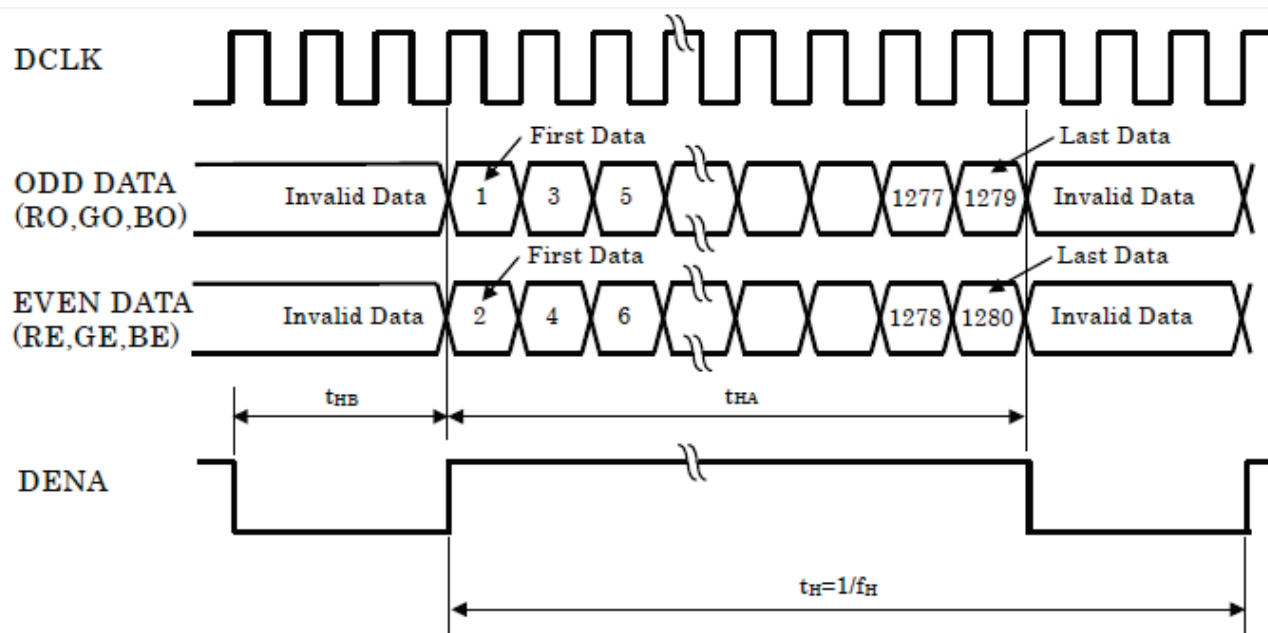 DCLK
First Data
Last Data
ODD DATA
(RO,GO,BO)
Invalid Data 1 3 5 1277 1279 Invalid Data
First Data
Last Data
EVEN DATA
(RE,GE,BE)
Invalid Data 2 4 6 1278 1280 Invalid Data
tHB
tHA
DENA
tH=1/fH